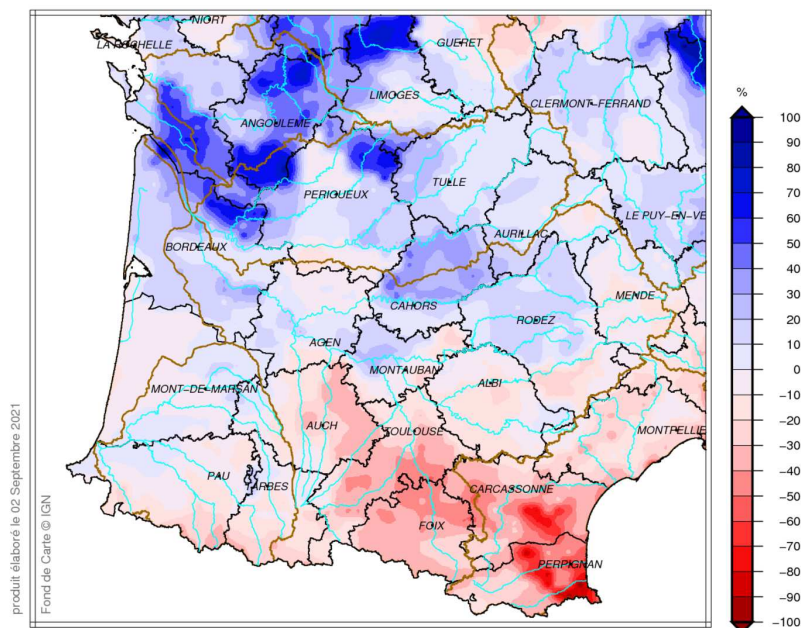 NIORT
LA ROCHELLE
GUERET
LIMOGES
CLERMONT-FERRAND
ANGOULEME
PERIGUEUX
TULLE
LE PUY-EN-VE
AURILLAC
BORDEAUX
CAHORS
MENDE
RODEZ
AGEN
MONTAUBAN
ALBI
MONT-DE-MARSAN
AUCH
TOULOUSE
MONTPELLIE
PAU
TARBES
CARCASSONNE
FOIX
PERPIGNAN
%
100
90
80
70
60
50
40
30
20
10
0
-10
-20
-30
-40
-50
-60
-70
-80
-90
-100
produit élaboré le 02 Septembre 2021
Fond de Carte © IGN